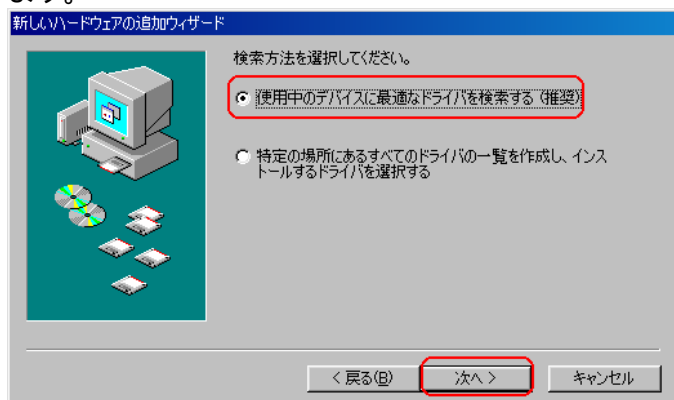 ます。
新しいハードウェアの追加ウィザード
検索方法を選択してください。
使用中のデバイスに最適なドライバを検索する (推奨)
特定の場所にあるすべてのドライバの一覧を作成し、インス
トールするドライバを選択する
< 戻る(B)
次へ >
キャンセル